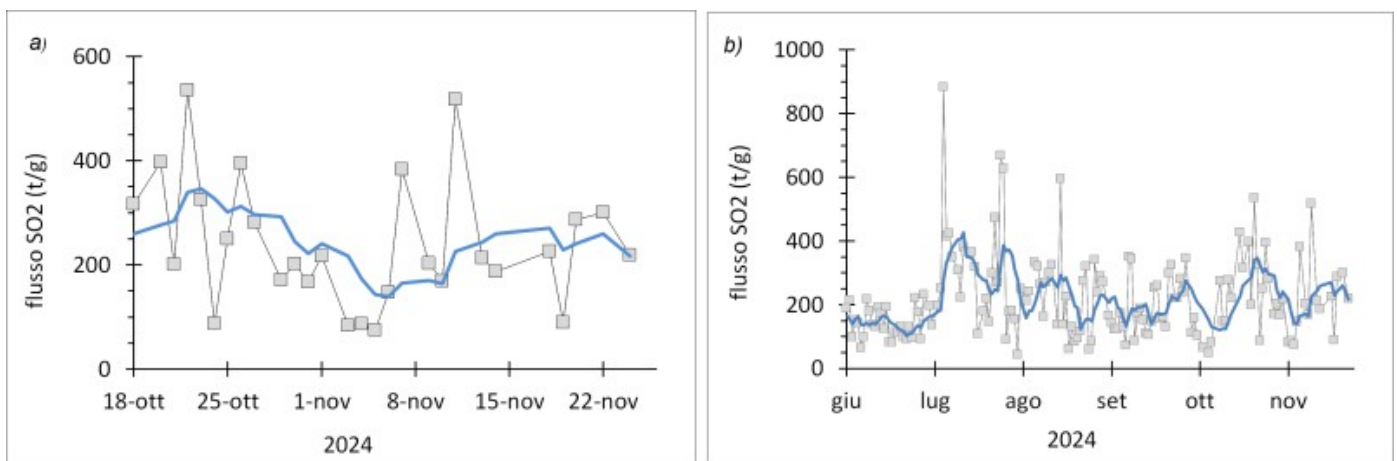 a)
600
400
200
0
flusso SO2 (t/g)
18-ott 25-ott 1-nov 8-nov 15-nov 22-nov
2024
b)
1000
800
600
400
200
0
flusso SO2 (t/g)
giu lug ago set ott nov
2024